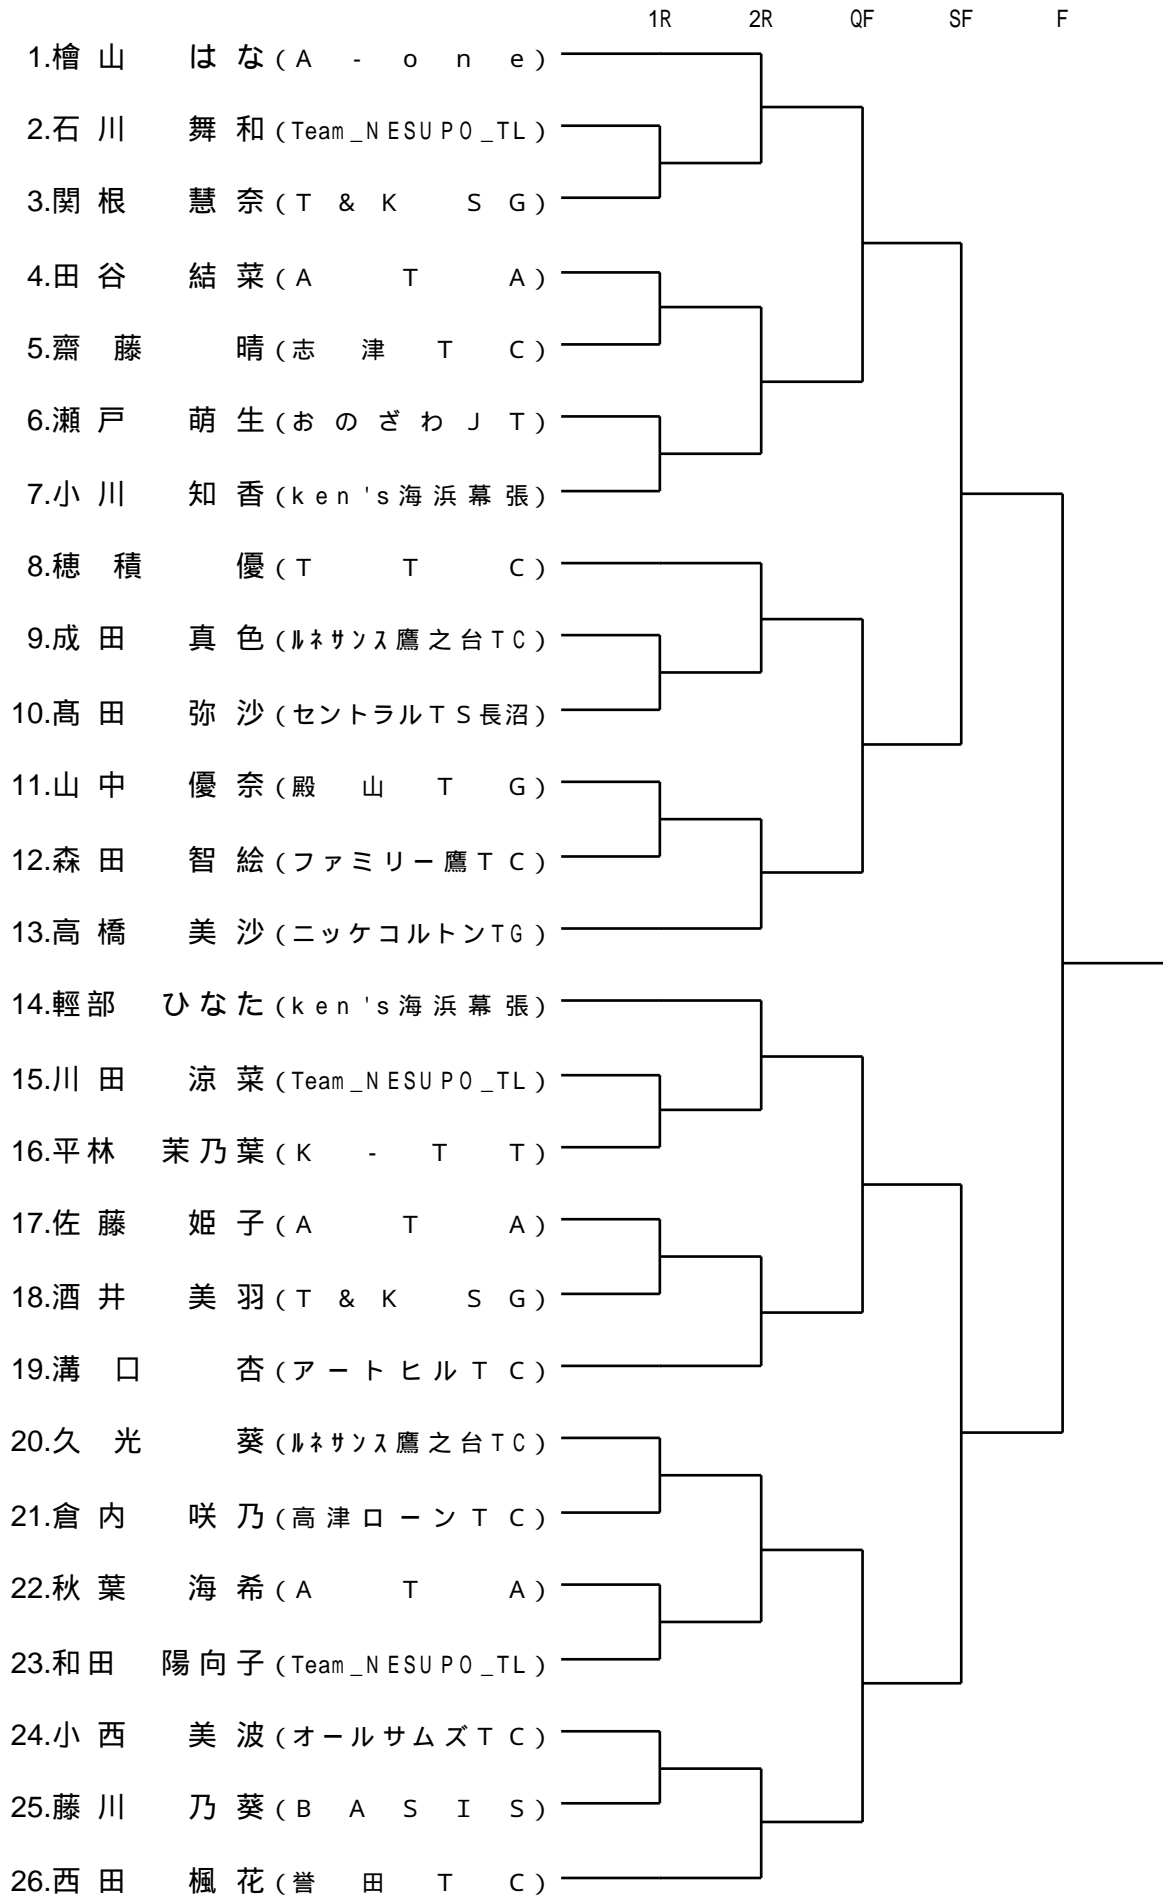 1R 2R QF SF F
1.檜山 はな(A-one)
2.石川 舞和(Team_NESUPO_TL)
3.関根 慧奈(T&K SG)
4.田谷 結菜(ATA)
5.齋藤 晴(志津TC)
6.瀬戸 萌生(おのざわJT)
7.小川 知香(ken's海浜幕張)
8.穂積 優(TTC)
9.成田 真色(ﾙﾈｻﾝｽ鷹之台TC)
10.髙田 弥沙(セントラルTS長沼)
11.山中 優奈(殿山TG)
12.森田 智絵(ファミリー鷹TC)
13.高橋 美沙(ニッケコルトンTG)
14.輕部 ひなた(ken's海浜幕張)
15.川田 涼菜(Team_NESUPO_TL)
16.平林 茉乃葉(K-TT)
17.佐藤 姫子(ATA)
18.酒井 美羽(T&K SG)
19.溝口 杏(アートヒルTC)
20.久光 葵(ﾙﾈｻﾝｽ鷹之台TC)
21.倉内 咲乃(高津ローンTC)
22.秋葉 海希(ATA)
23.和田 陽向子(Team_NESUPO_TL)
24.小西 美波(オールサムズTC)
25.藤川 乃葵(BASIS)
26.西田 楓花(誉田TC)